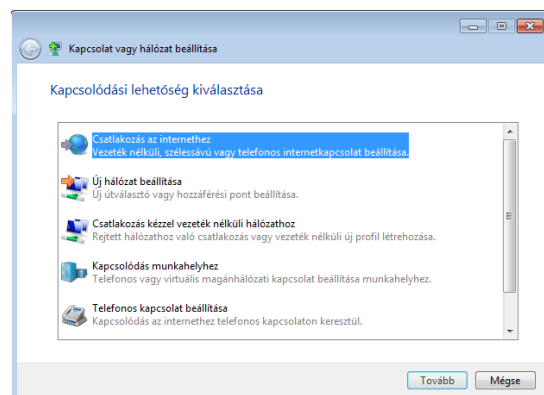 Kapcsolat vagy hálózat beállítása
Kapcsolódási lehetőség kiválasztása
Csatlakozás az internethez
Vezeték nélküli, szélessávú vagy telefonos internetkapcsolat beállítása.
Új hálózat beállítása
Új útválasztó vagy hozzáférési pont beállítása.
Csatlakozás kézzel vezeték nélküli hálózathoz
Rejtett hálózathoz való csatlakozás vagy vezeték nélküli új profil létrehozása.
Kapcsolódás munkahelyhez
Telefonos vagy virtuális magánhálózati kapcsolat beállítása munkahelyhez.
Telefonos kapcsolat beállítása
Kapcsolódás az internethez telefonos kapcsolaton keresztül.
Tovább Mégse